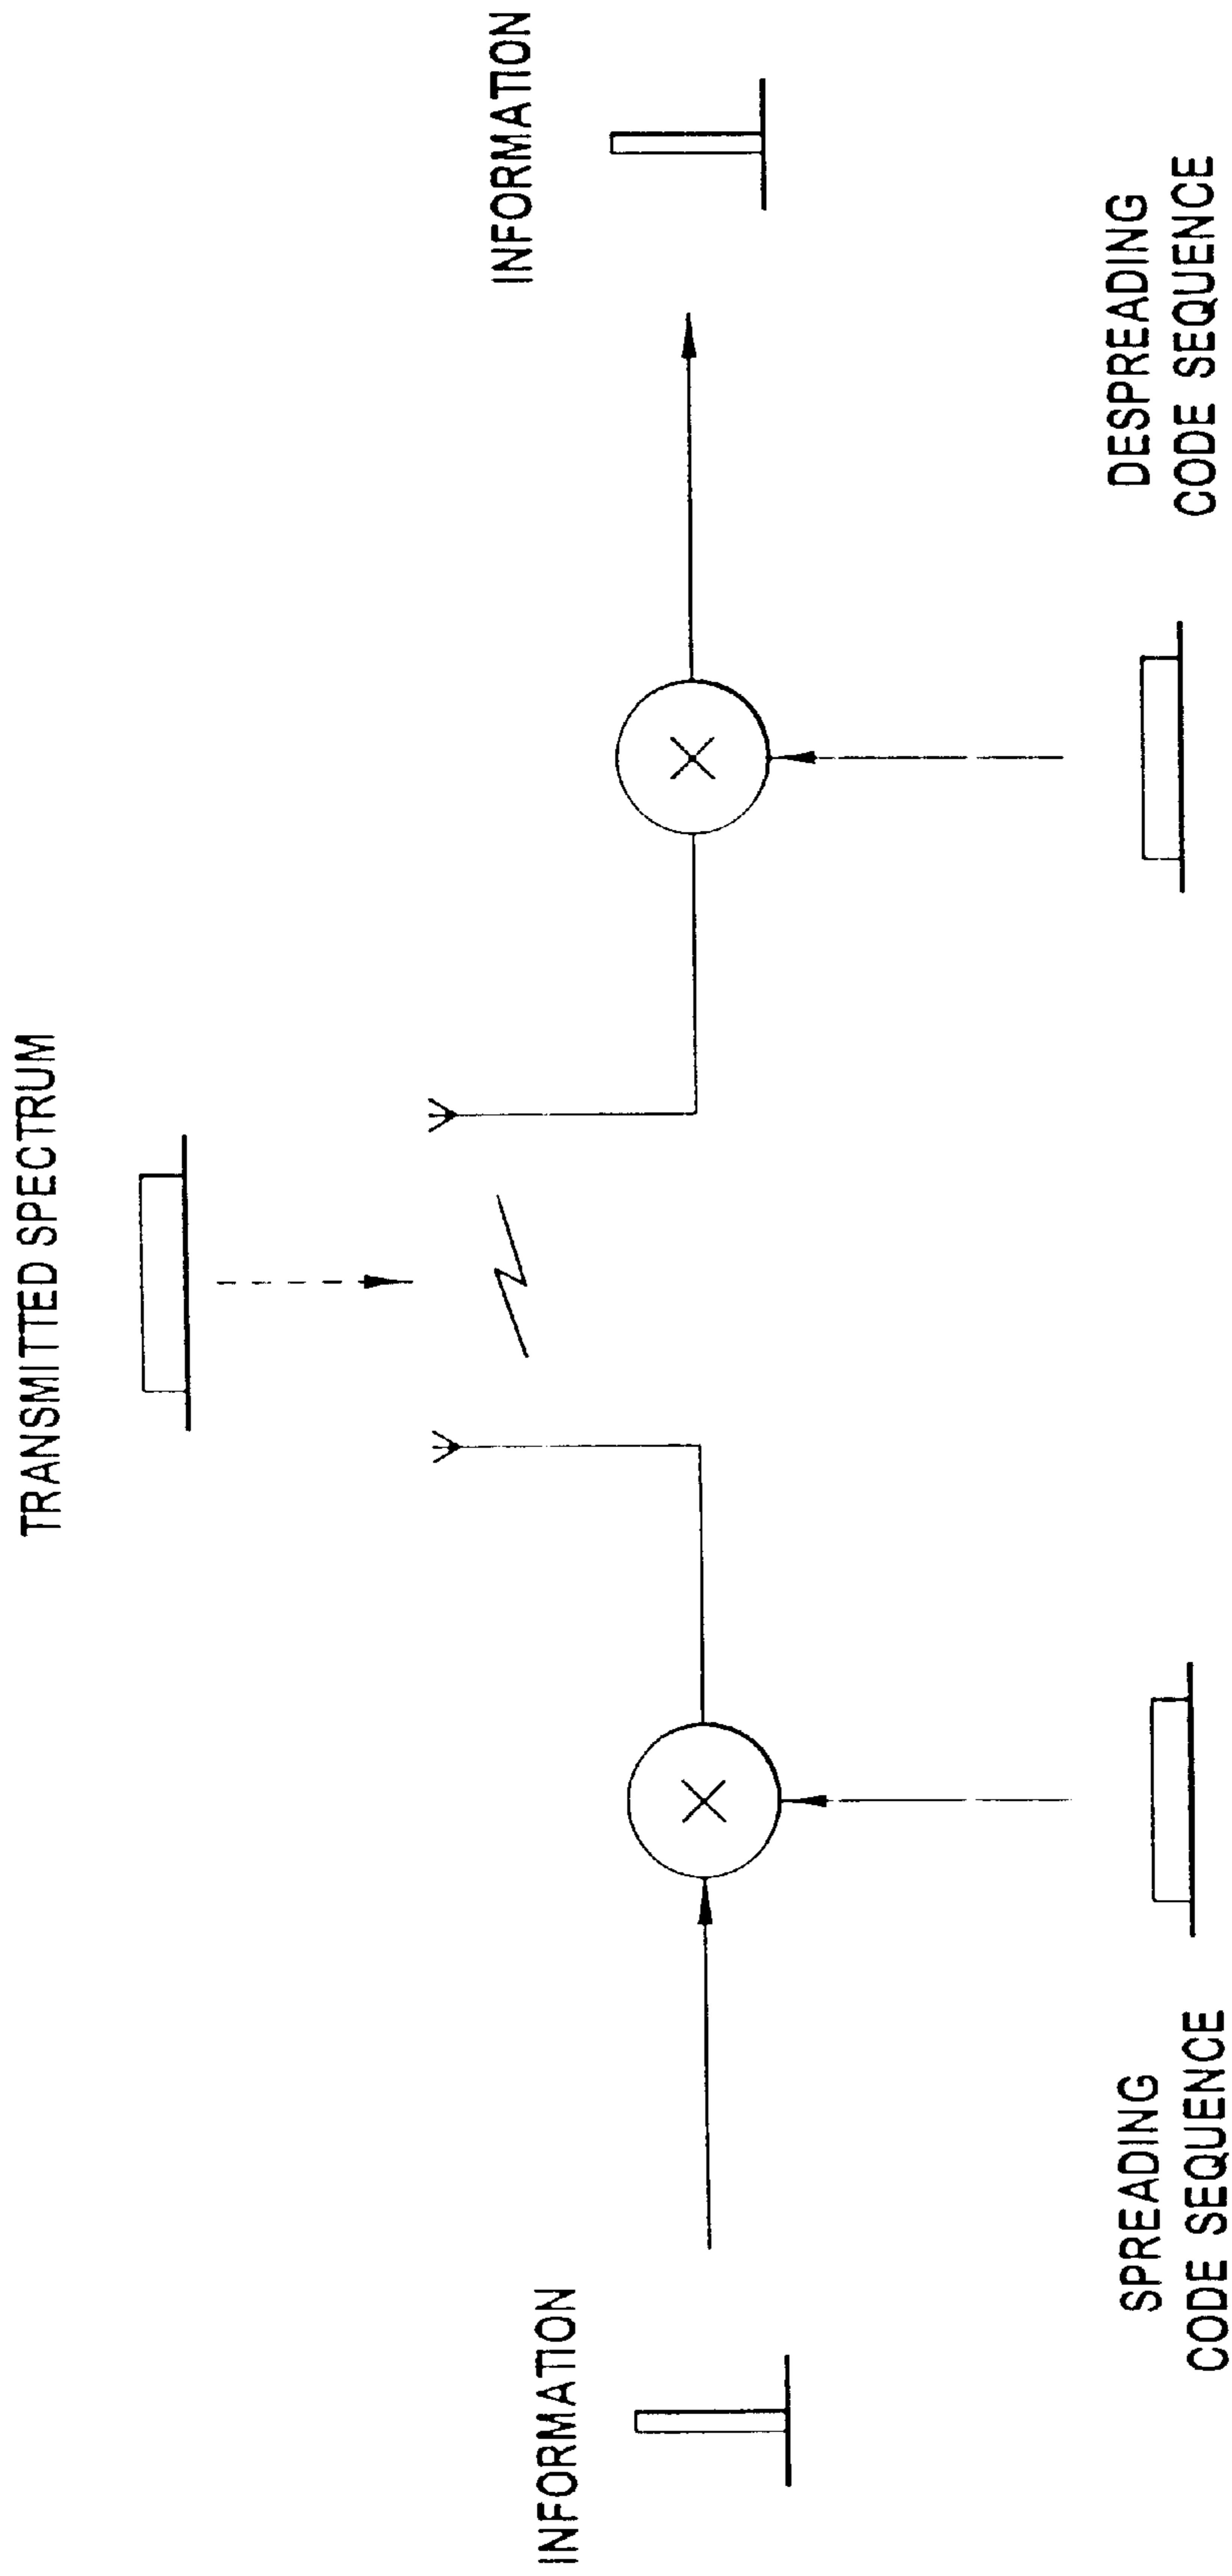 TRANSMITTED SPECTRUM
INFORMATION
INFORMATION
SPREADING
CODE SEQUENCE
DESPREADING
CODE SEQUENCE